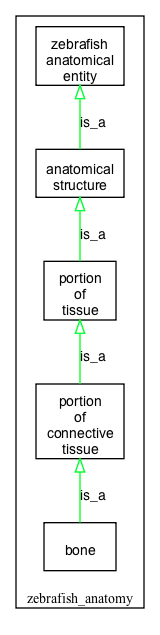 zebrafish
anatomical
entity
is_a
anatomical
structure
is_a
portion
of
tissue
is_a
portion
of
connective
tissue
is_a
bone
zebrafish_anatomy